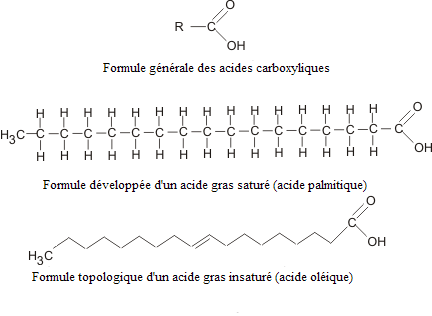 O
R — C
OH
Formule générale des acides carboxyliques
H H H H H H H H H H H H H H H O
H₃C – C – C – C – C – C – C – C – C – C – C – C – C – C – C – C – C
H H H H H H H H H H H H H H H OH
Formule développée d'un acide gras saturé (acide palmitique)
O
C
OH
H₃C
Formule topologique d'un acide gras insaturé (acide oléique)